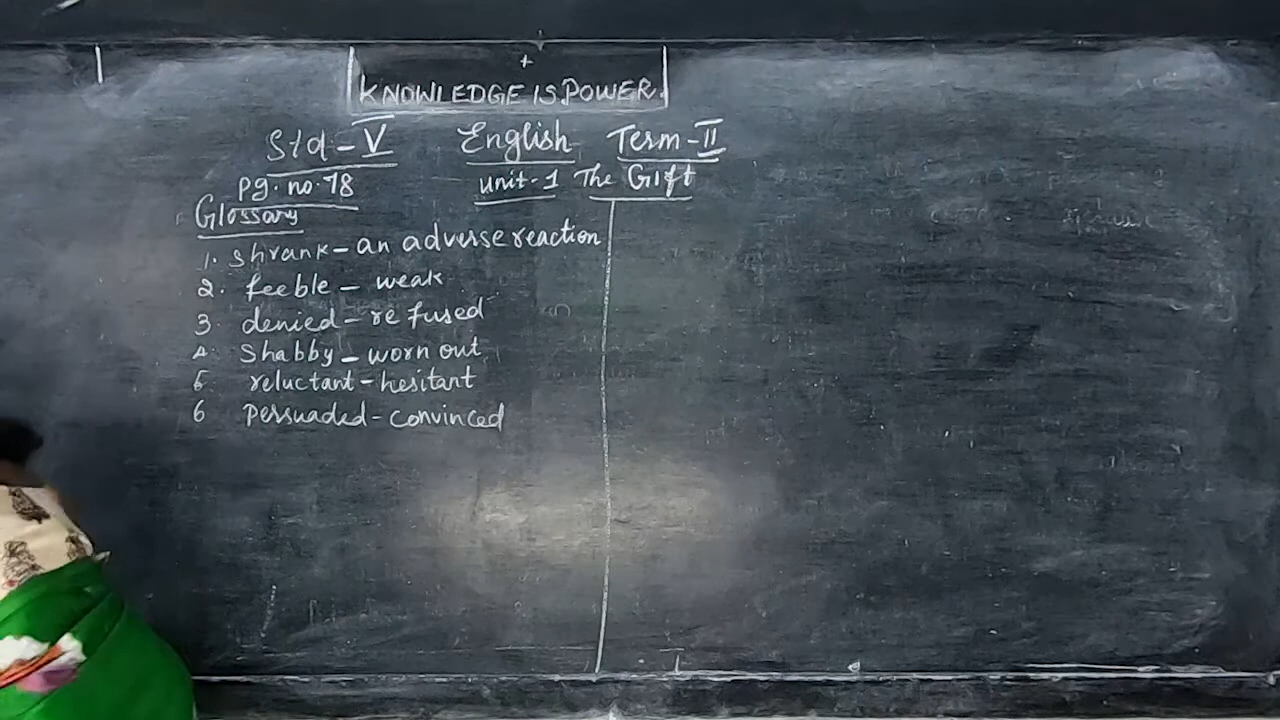 KNOWLEDGE IS POWER.
Std - V English Term - II
Pg. no. 78 unit - 1 The Gift
Glossary
1. shrank - an adverse reaction
2. feeble - weak
3. denied - refused
4. Shabby - worn out
5. reluctant - hesitant
6 Persuaded - convinced